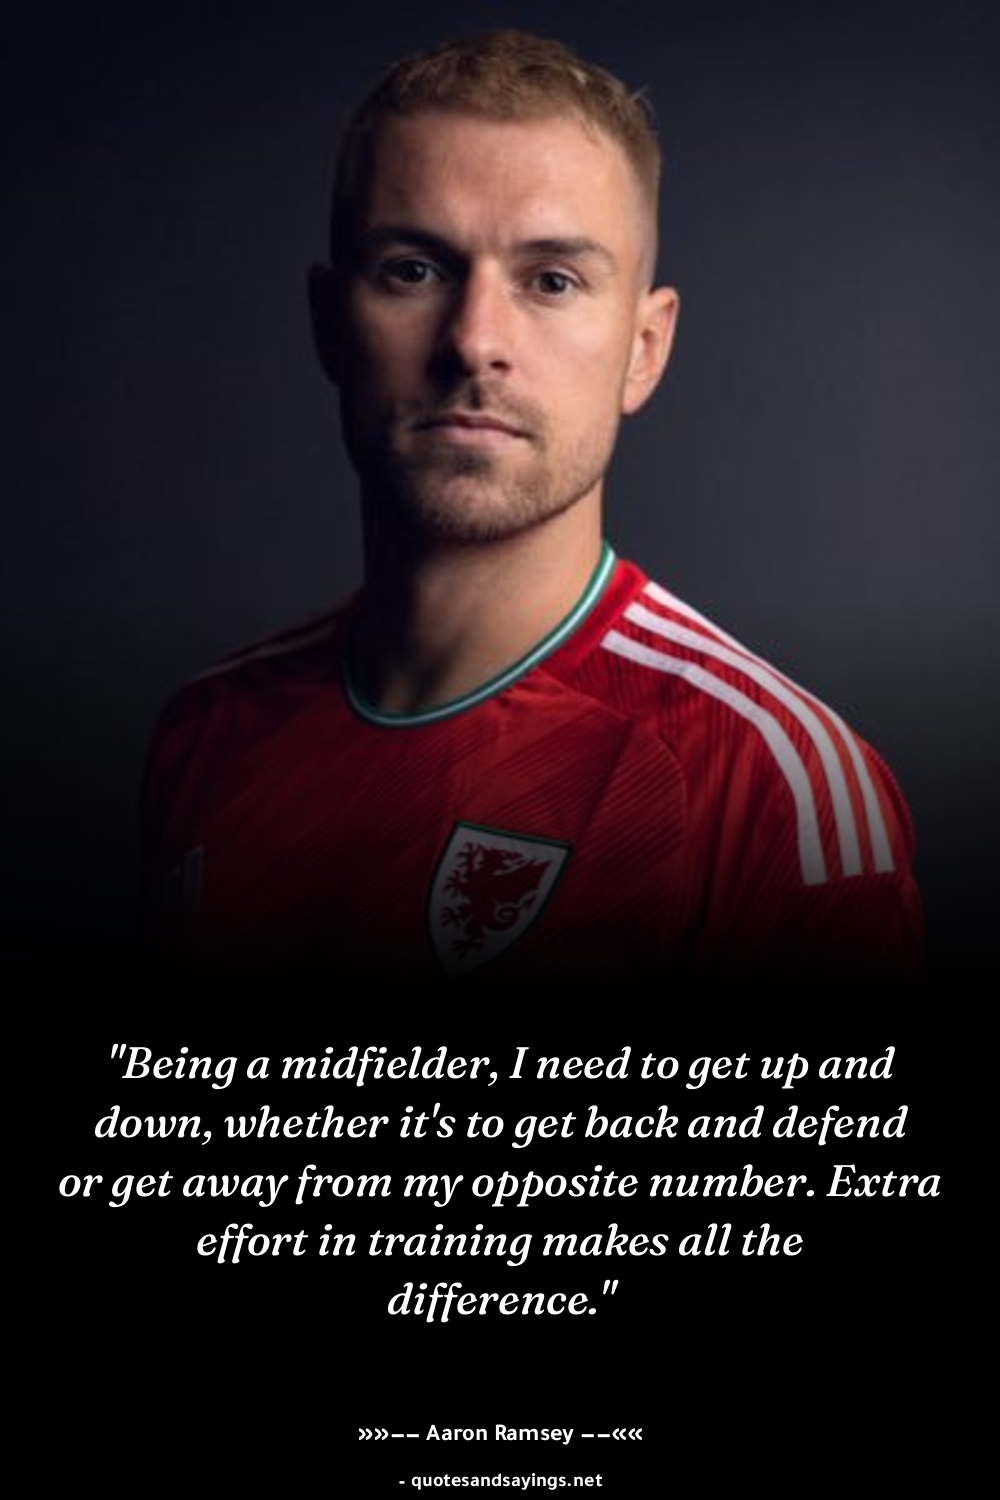 "Being a midfielder, I need to get up and
down, whether it's to get back and defend
or get away from my opposite number. Extra
effort in training makes all the
difference."
»»–– Aaron Ramsey ––««
- quotesandsayings.net